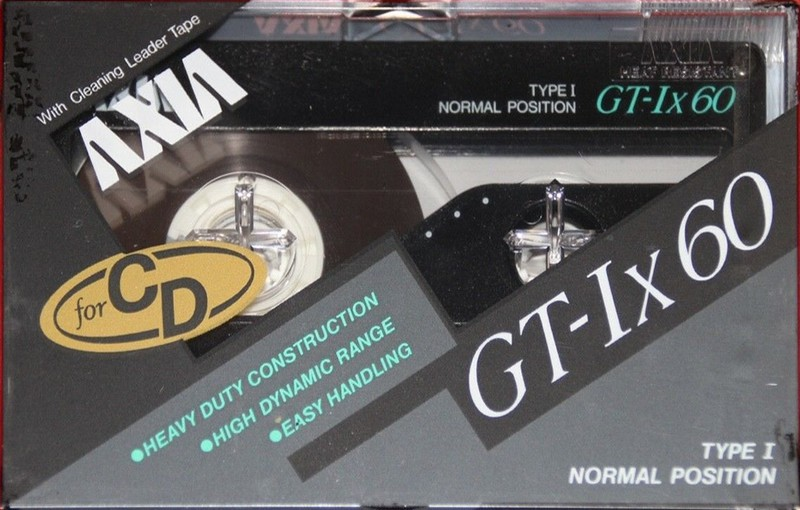 With Cleaning Leader Tape
AXIA
AXIA
HEAT RESISTANT
TYPE I
NORMAL POSITION
GT-Ix 60
for CD
GT-Ix 60
●HEAVY DUTY CONSTRUCTION
●HIGH DYNAMIC RANGE
●EASY HANDLING
TYPE I
NORMAL POSITION